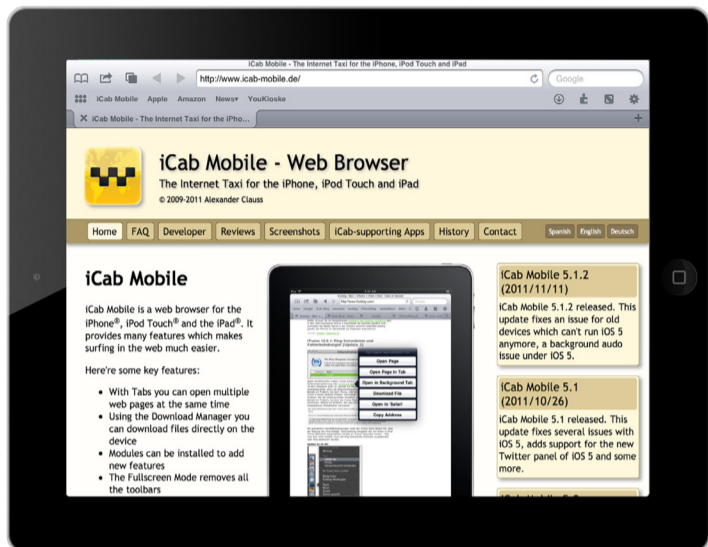 iCab Mobile - The Internet Taxi for the iPhone, iPod Touch and iPad
http://www.icab-mobile.de/
Google
iCab Mobile Apple Amazon News▾ YouKioske
iCab Mobile - The Internet Taxi for the iPho...
iCab Mobile - Web Browser
The Internet Taxi for the iPhone, iPod Touch and iPad
© 2009-2011 Alexander Clauss
Home FAQ Developer Reviews Screenshots iCab-supporting Apps History Contact Spanish English Deutsch
iCab Mobile
iCab Mobile is a web browser for the
iPhone®, iPod Touch® and the iPad®. It
provides many features which makes
surfing in the web much easier.
Here're some key features:
• With Tabs you can open multiple
web pages at the same time
• Using the Download Manager you
can download files directly on the
device
• Modules can be installed to add
new features
• The Fullscreen Mode removes all
the toolbars
Open Page
Open Page in Tab
Open in Background Tab
Download File
Open in 'Safari'
Copy Address
iCab Mobile 5.1.2
(2011/11/11)
iCab Mobile 5.1.2 released. This
update fixes an issue for old
devices which can't run iOS 5
anymore, a background audo
issue under iOS 5.
iCab Mobile 5.1
(2011/10/26)
iCab Mobile 5.1 released. This
update fixes several issues with
iOS 5, adds support for the new
Twitter panel of iOS 5 and some
more.